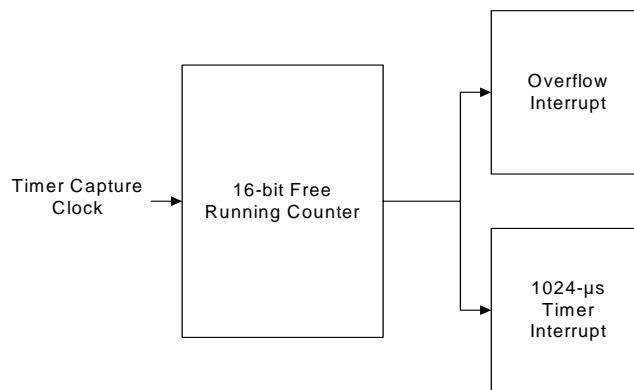 Timer Capture
Clock
16-bit Free
Running Counter
Overflow
Interrupt
1024-µs
Timer
Interrupt